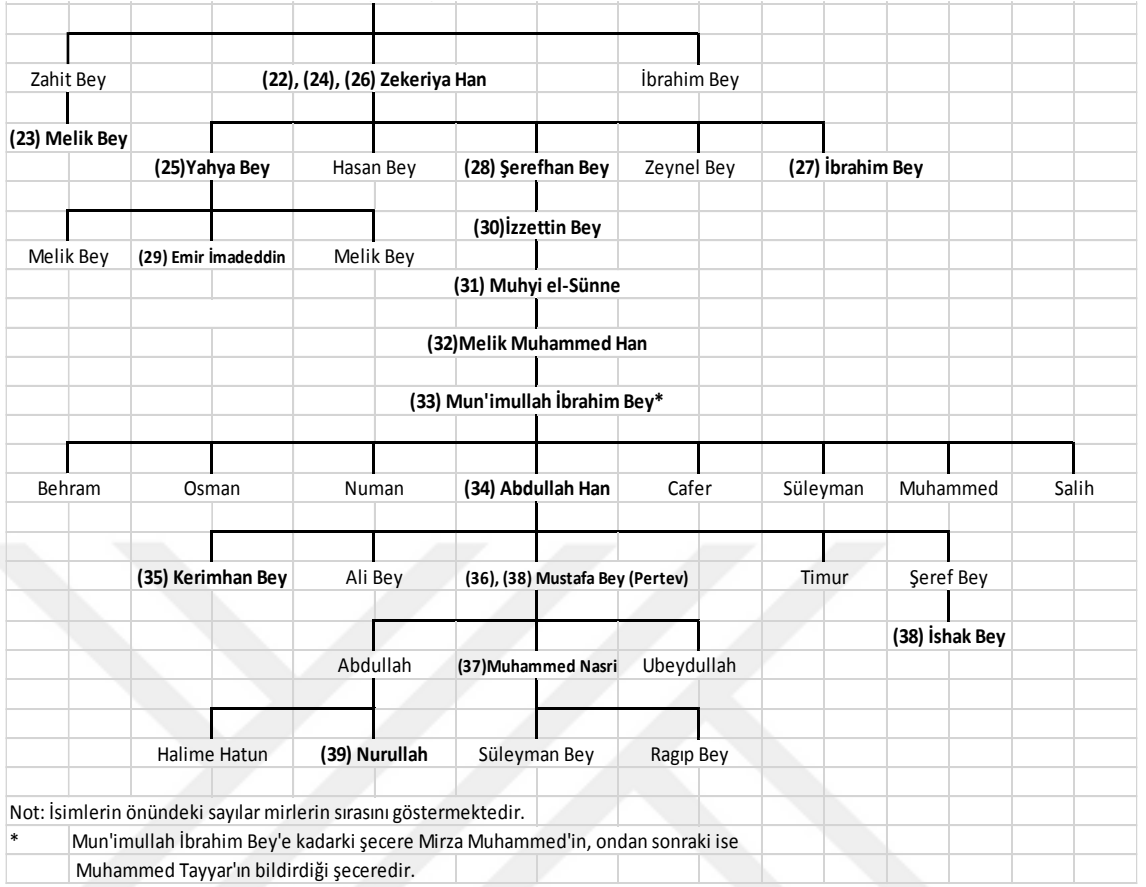 Zahit Bey (22), (24), (26) Zekeriya Han İbrahim Bey
(23) Melik Bey
(25)Yahya Bey Hasan Bey (28) Şerefhan Bey Zeynel Bey (27) İbrahim Bey
(30)İzzettin Bey
Melik Bey (29) Emir İmadeddin Melik Bey
(31) Muhyi el-Sünne
(32)Melik Muhammed Han
(33) Mun'imullah İbrahim Bey*
Behram Osman Numan (34) Abdullah Han Cafer Süleyman Muhammed Salih
(35) Kerimhan Bey Ali Bey (36), (38) Mustafa Bey (Pertev) Timur Şeref Bey
(38) İshak Bey
Abdullah (37)Muhammed Nasri Ubeydullah
Halime Hatun (39) Nurullah Süleyman Bey Ragıp Bey
Not: İsimlerin önündeki sayılar mirlerin sırasını göstermektedir.
* Mun'imullah İbrahim Bey'e kadarki şecere Mirza Muhammed'in, ondan sonraki ise
Muhammed Tayyar'ın bildirdiği şeceredir.